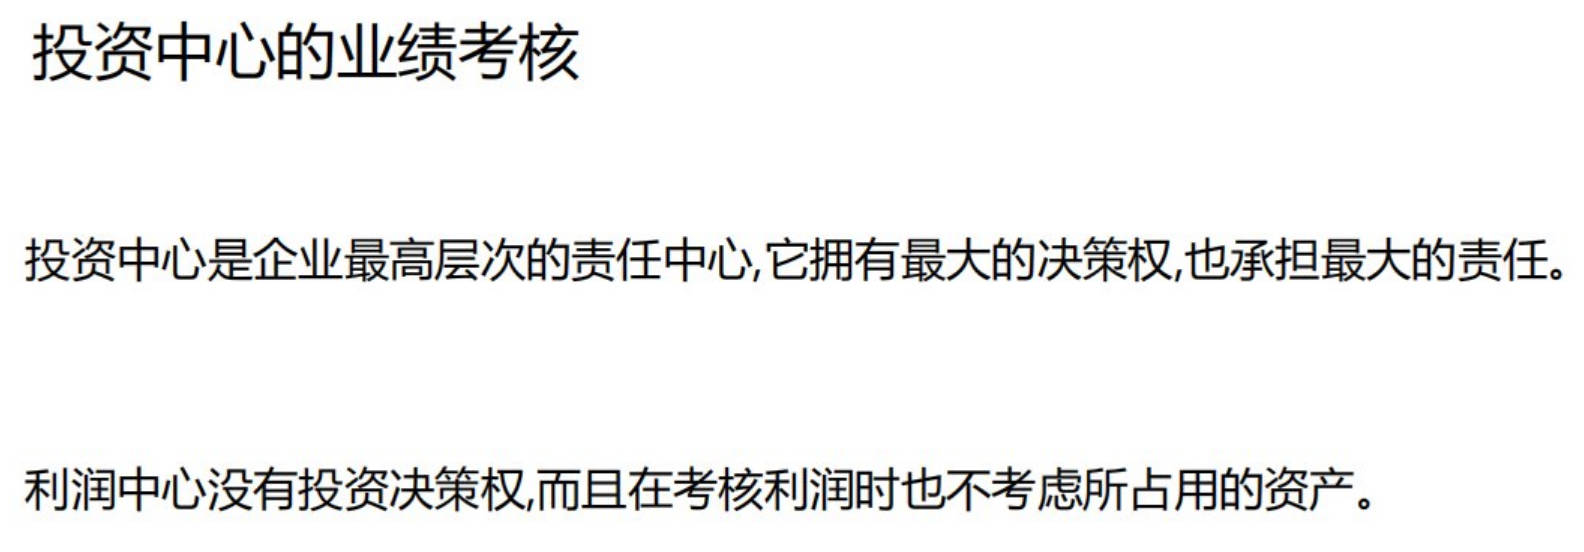 投资中心的业绩考核
投资中心是企业最高层次的责任中心,它拥有最大的决策权,也承担最大的责任。
利润中心没有投资决策权,而且在考核利润时也不考虑所占用的资产。